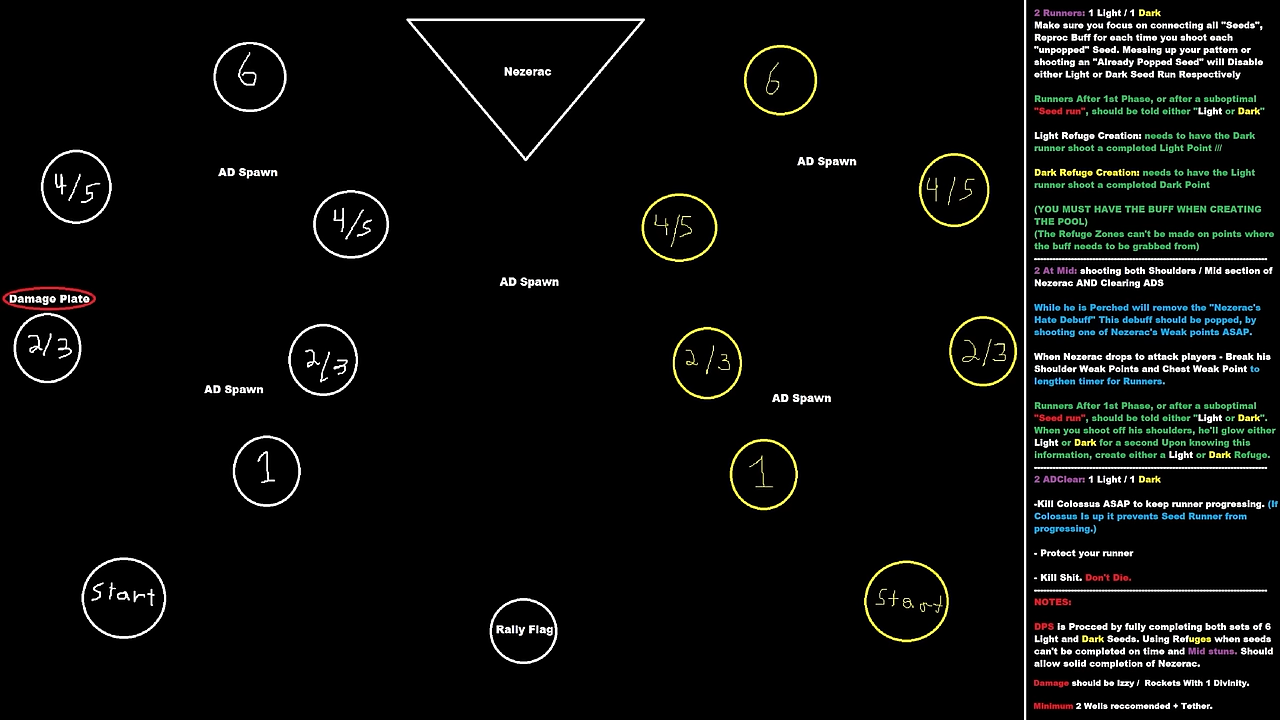 Nezerac
6
6
AD Spawn
AD Spawn
4/5
4/5
4/5
4/5
AD Spawn
Damage Plate
2/3
2/3
2/3
2/3
AD Spawn
AD Spawn
1
1
Start
Start
Rally Flag
2 Runners: 1 Light / 1 Dark
Make sure you focus on connecting all "Seeds",
Reproc Buff for each time you shoot each
"unpopped" Seed. Messing up your pattern or
shooting an "Already Popped Seed" will Disable
either Light or Dark Seed Run Respectively
Runners After 1st Phase, or after a suboptimal
"Seed run", should be told either "Light or Dark"
Light Refuge Creation: needs to have the Dark
runner shoot a completed Light Point ///
Dark Refuge Creation: needs to have the Light
runner shoot a completed Dark Point
(YOU MUST HAVE THE BUFF WHEN CREATING
THE POOL)
(The Refuge Zones can't be made on points where
the buff needs to be grabbed from)
2 At Mid: shooting both Shoulders / Mid section of
Nezerac AND Clearing ADS
While he is Perched will remove the "Nezerac's
Hate Debuff" This debuff should be popped, by
shooting one of Nezerac's Weak points ASAP.
When Nezerac drops to attack players - Break his
Shoulder Weak Points and Chest Weak Point to
lengthen timer for Runners.
Runners After 1st Phase, or after a suboptimal
"Seed run", should be told either "Light or Dark".
When you shoot off his shoulders, he'll glow either
Light or Dark for a second Upon knowing this
information, create either a Light or Dark Refuge.
2 ADClear: 1 Light / 1 Dark
-Kill Colossus ASAP to keep runner progressing. (If
Colossus Is up it prevents Seed Runner from
progressing.)
- Protect your runner
- Kill Shit. Don't Die.
NOTES:
DPS is Procced by fully completing both sets of 6
Light and Dark Seeds. Using Refuges when seeds
can't be completed on time and Mid stuns. Should
allow solid completion of Nezerac.
Damage should be Izzy / Rockets With 1 Divinity.
Minimum 2 Wells reccomended + Tether.